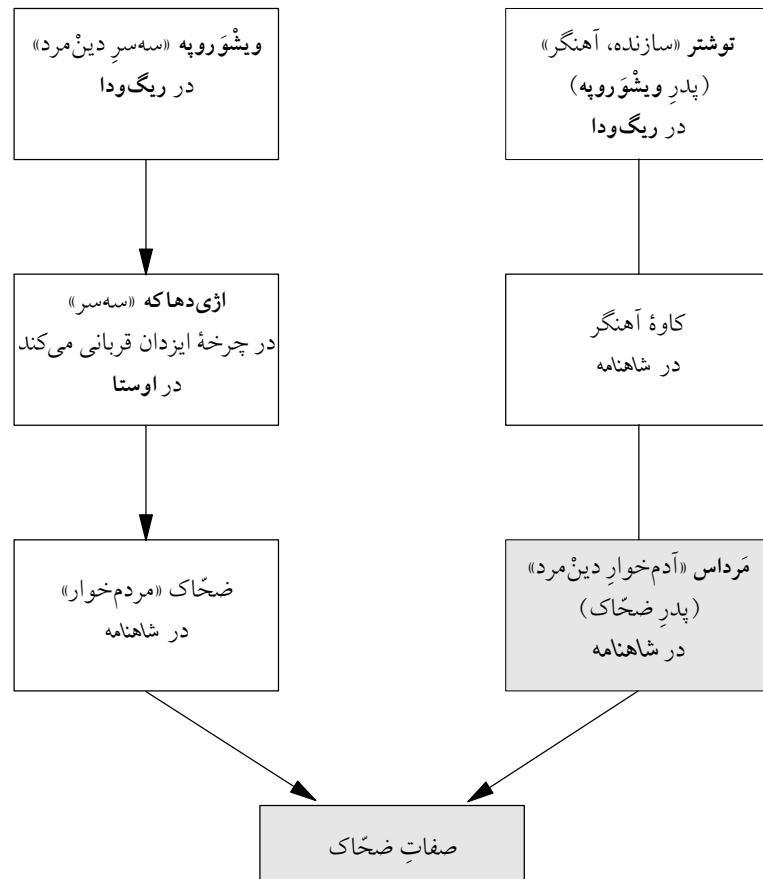 توشتر «سازنده، آهنگر»
(پدرِ ویشْوَروپه)
در ریگ‌ودا
ویشْوَروپه «سه‌سرِ دینْ‌مرد»
در ریگ‌ودا
کاوهٔ آهنگر
در شاهنامه
اژی‌دهاکه «سه‌سر»
در چرخهٔ ایزدان قربانی می‌کند
در اوستا
مَرداس «آدم‌خوارِ دینْ‌مرد»
(پدرِ ضحّاک)
در شاهنامه
ضحّاک «مردم‌خوار»
در شاهنامه
صفاتِ ضحّاک